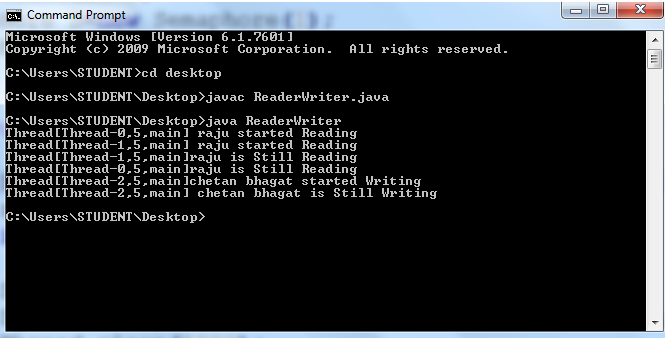 Semaphore(1);
Command Prompt
Microsoft Windows [Version 6.1.7601]
Copyright (c) 2009 Microsoft Corporation.  All rights reserved.
C:\Users\STUDENT>cd desktop
C:\Users\STUDENT\Desktop>javac ReaderWriter.java
C:\Users\STUDENT\Desktop>java ReaderWriter
Thread[Thread-0,5,main] raju started Reading
Thread[Thread-1,5,main] raju started Reading
Thread[Thread-1,5,main]raju is Still Reading
Thread[Thread-0,5,main]raju is Still Reading
Thread[Thread-2,5,main]chetan bhagat started Writing
Thread[Thread-2,5,main] chetan bhagat is Still Writing
C:\Users\STUDENT\Desktop>